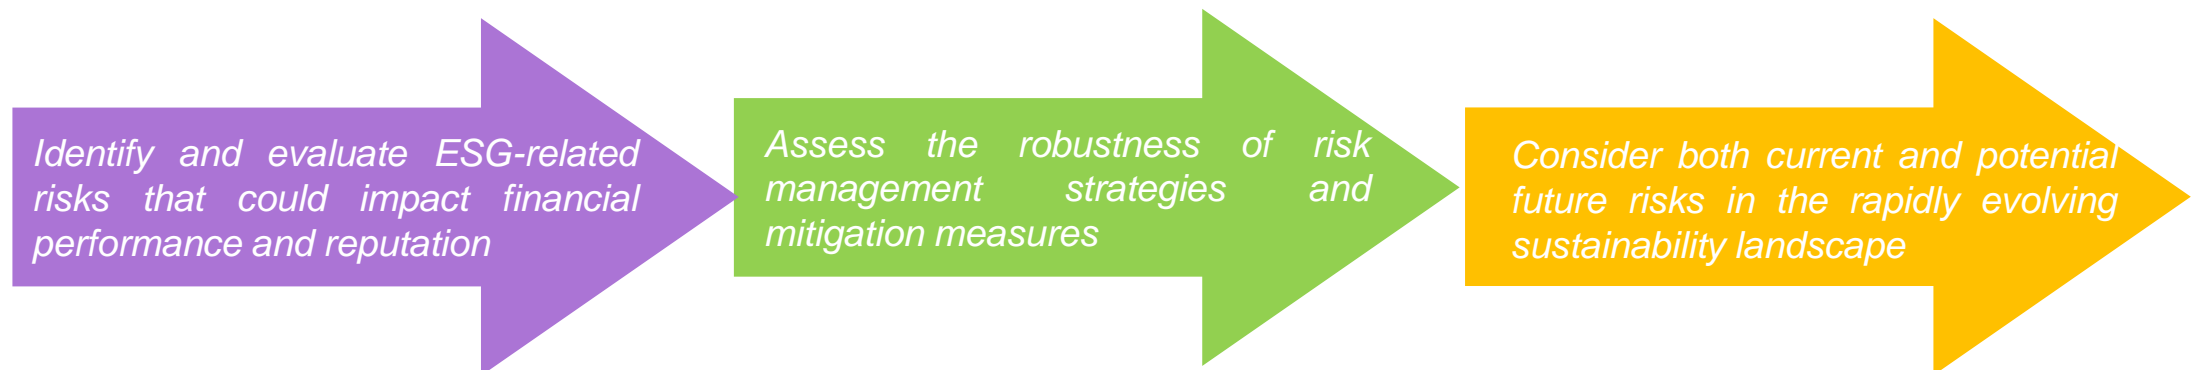 Identify and evaluate ESG-related
risks that could impact financial
performance and reputation
Assess the robustness of risk
management strategies and
mitigation measures
Consider both current and potential
future risks in the rapidly evolving
sustainability landscape